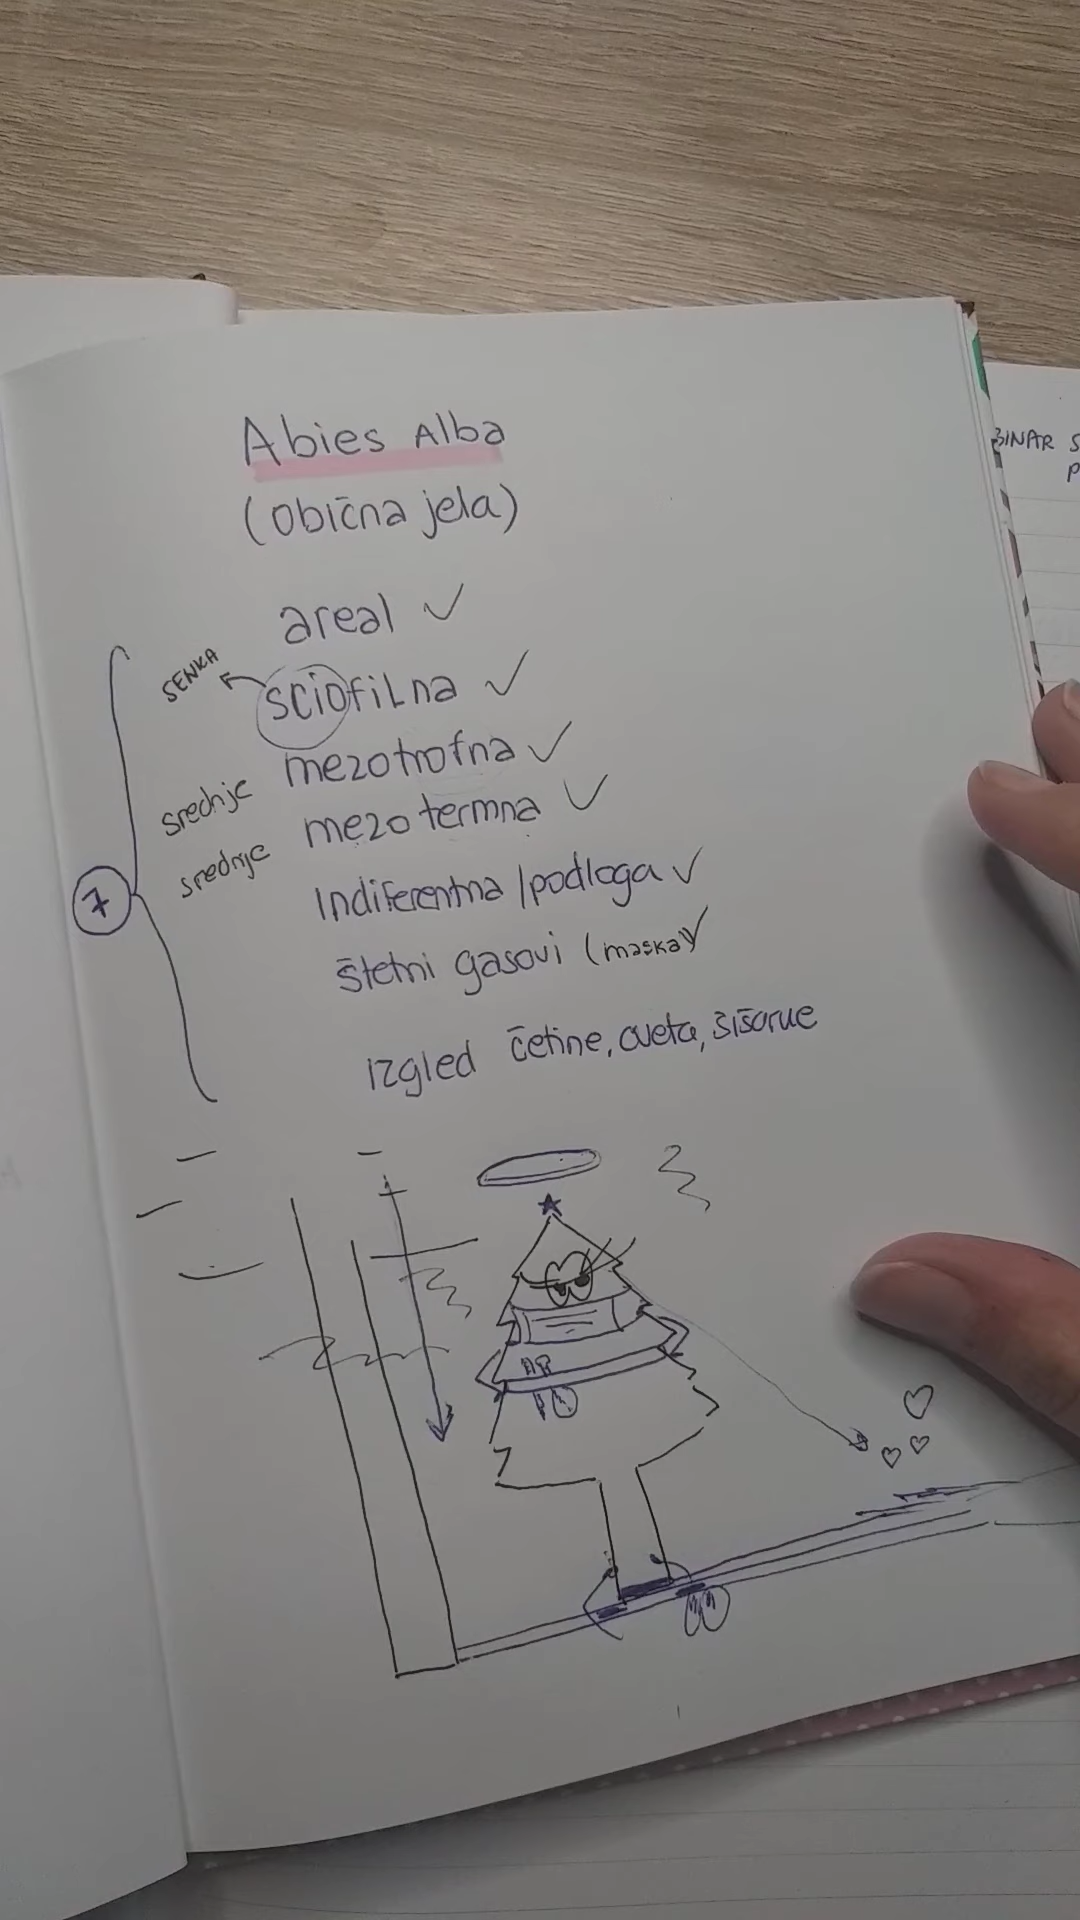 Abies Alba
(obična jela)
areal ✓
SENKA
sciofilna ✓
srednje mezotrofna ✓
srednje mezotermna ✓
7
Indiferentna /podloga ✓
štetni gasovi (maska) ✓
izgled četine, cveta, šišarue
BINAR S
P